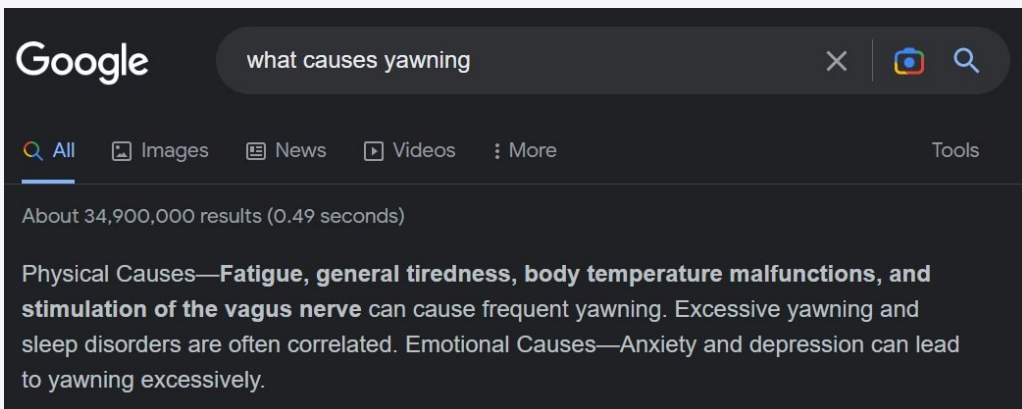 Google
what causes yawning
All Images News Videos More Tools
About 34,900,000 results (0.49 seconds)
Physical Causes—Fatigue, general tiredness, body temperature malfunctions, and
stimulation of the vagus nerve can cause frequent yawning. Excessive yawning and
sleep disorders are often correlated. Emotional Causes—Anxiety and depression can lead
to yawning excessively.